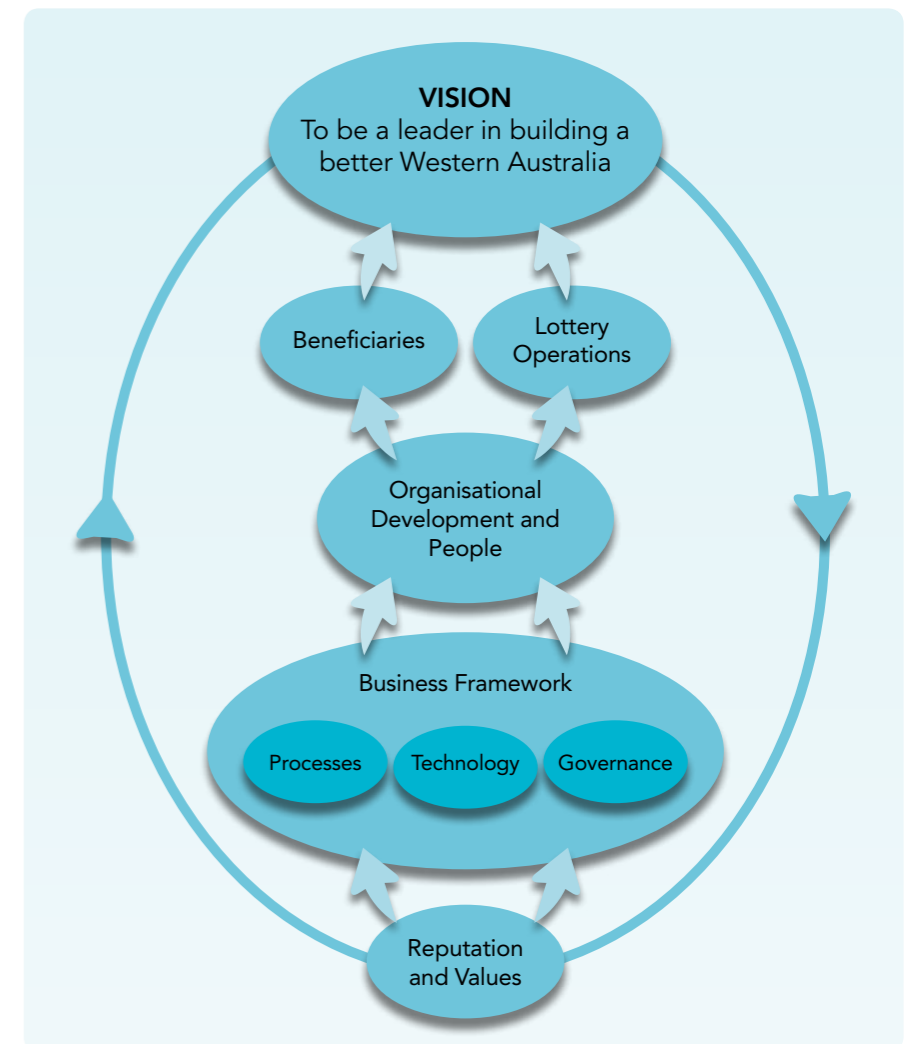 VISION
To be a leader in building a
better Western Australia
Beneficiaries
Lottery
Operations
Organisational
Development and
People
Business Framework
Processes
Technology
Governance
Reputation
and Values